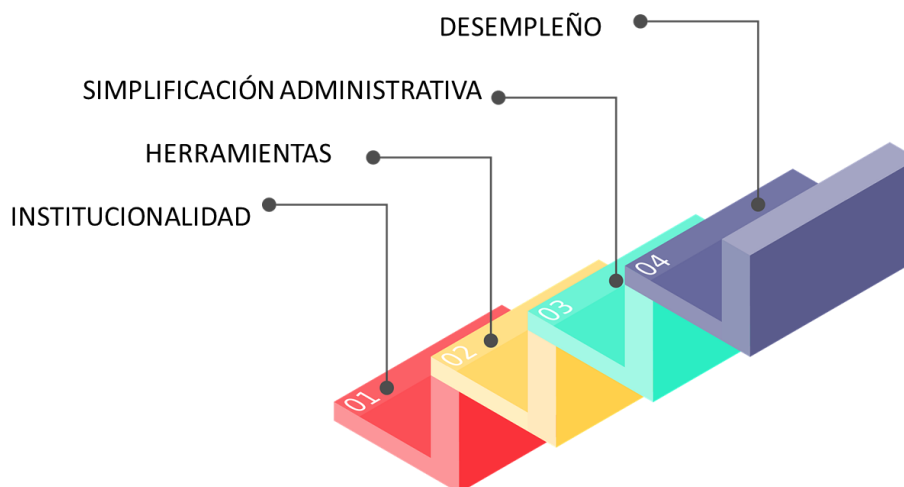 DESEMPLEÑO
SIMPLIFICACIÓN ADMINISTRATIVA
HERRAMIENTAS
INSTITUCIONALIDAD
04
03
02
01